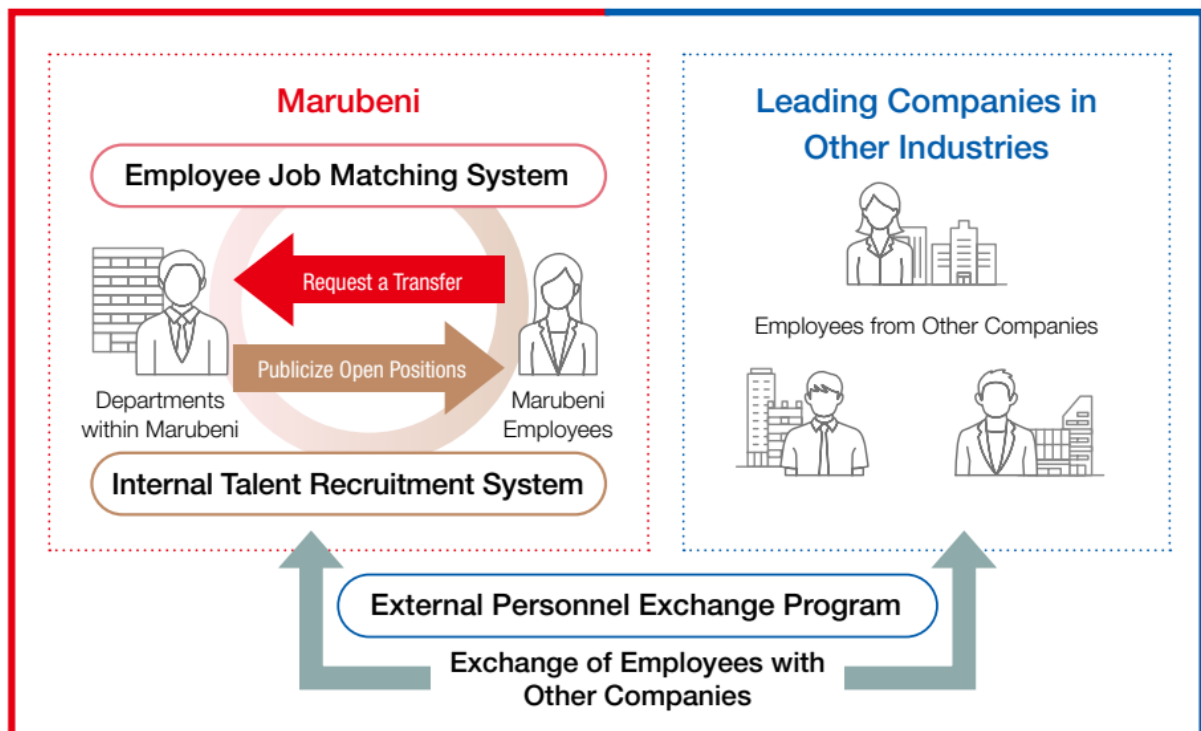 Marubeni
Employee Job Matching System
Request a Transfer
Publicize Open Positions
Departments
within Marubeni
Marubeni
Employees
Internal Talent Recruitment System
Leading Companies in
Other Industries
Employees from Other Companies
External Personnel Exchange Program
Exchange of Employees with
Other Companies